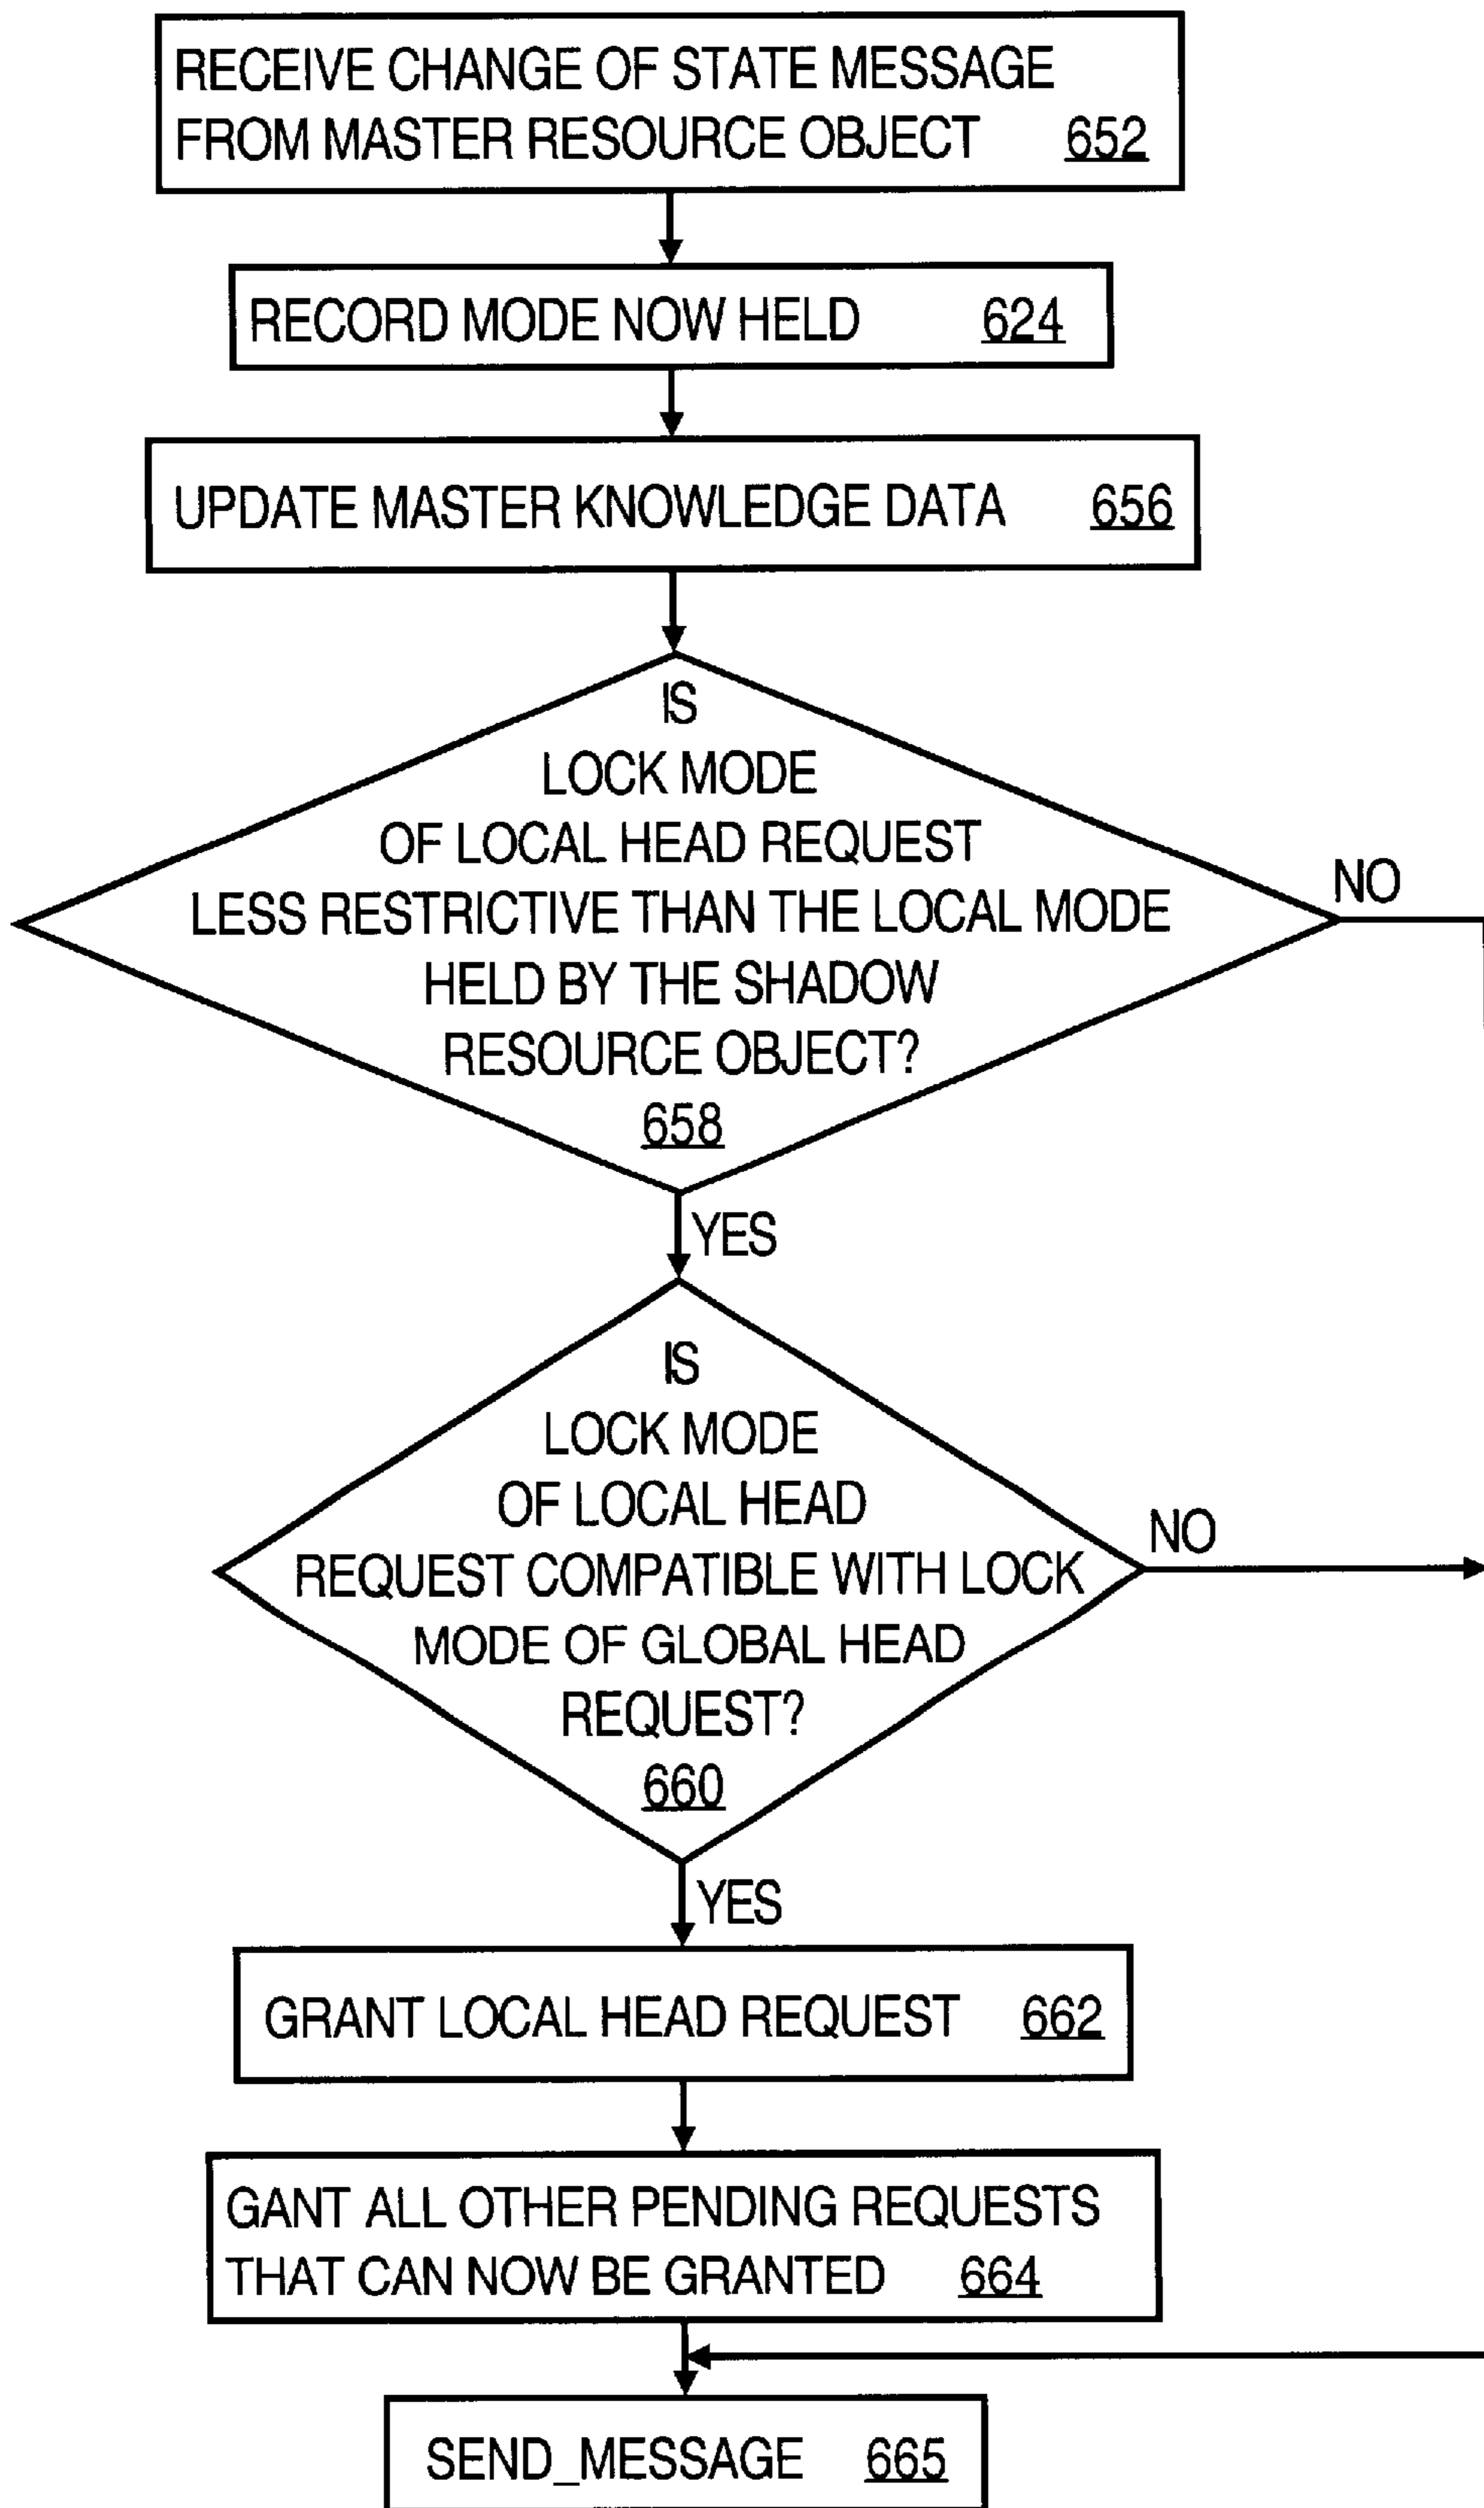 RECEIVE CHANGE OF STATE MESSAGE
FROM MASTER RESOURCE OBJECT 652
RECORD MODE NOW HELD 624
UPDATE MASTER KNOWLEDGE DATA 656
IS
LOCK MODE
OF LOCAL HEAD REQUEST
LESS RESTRICTIVE THAN THE LOCAL MODE
HELD BY THE SHADOW
RESOURCE OBJECT?
658
NO
YES
IS
LOCK MODE
OF LOCAL HEAD
REQUEST COMPATIBLE WITH LOCK
MODE OF GLOBAL HEAD
REQUEST?
660
NO
YES
GRANT LOCAL HEAD REQUEST 662
GANT ALL OTHER PENDING REQUESTS
THAT CAN NOW BE GRANTED 664
SEND_MESSAGE 665